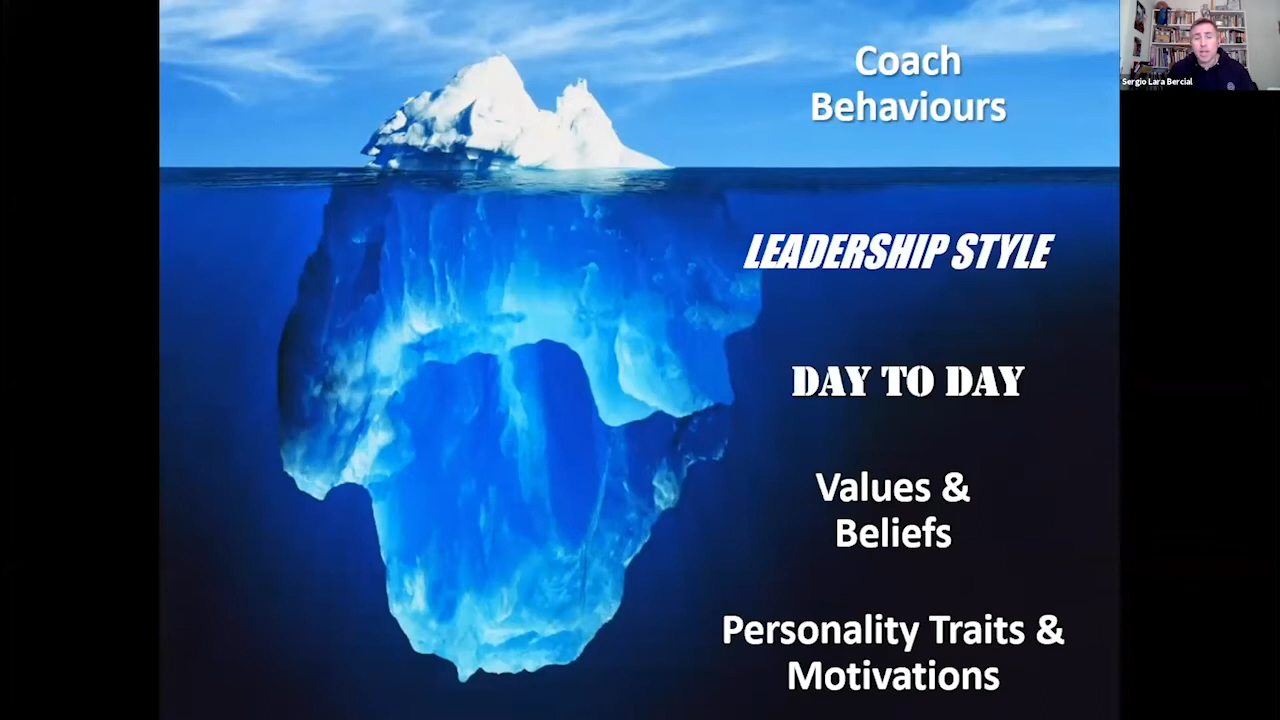 Coach
Behaviours
Sergio Lara Bercial
LEADERSHIP STYLE
DAY TO DAY
Values &
Beliefs
Personality Traits &
Motivations